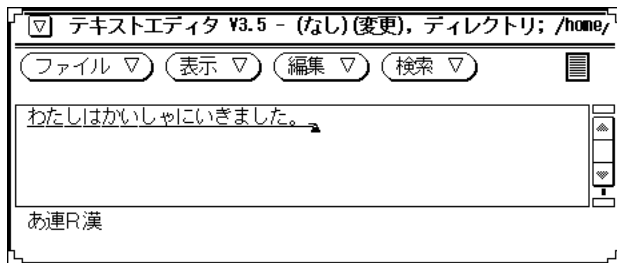 テキストエディタ ¥3.5 - (なし)(変更), ディレクトリ; /home/
ファイル 表示 編集 検索
わたしはかいしゃにいきました。
あ連R漢